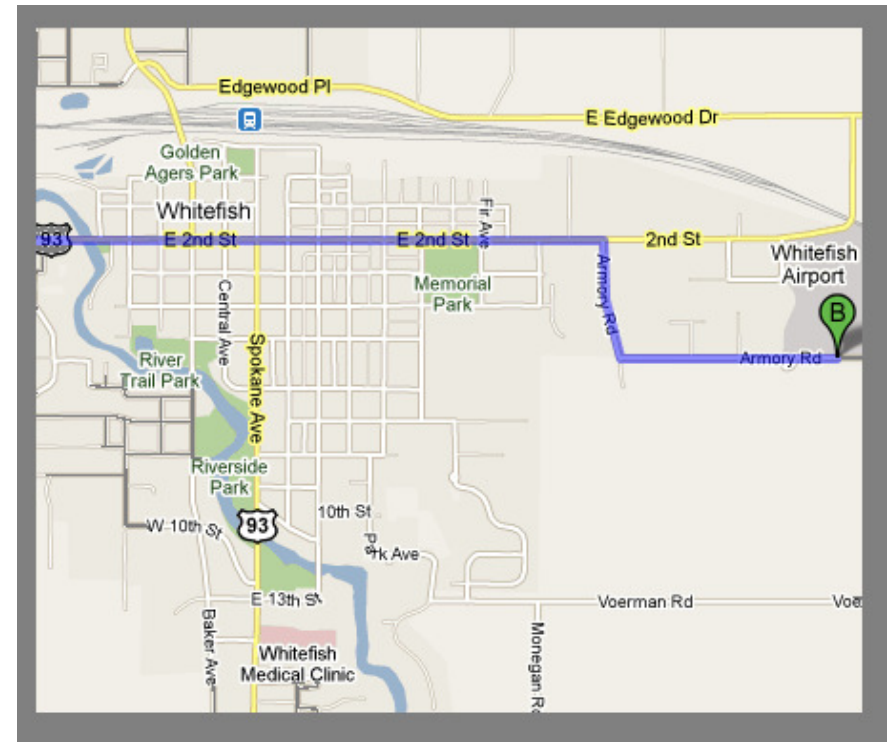 Edgewood Pl
E Edgewood Dr
Golden
Agers Park
Whitefish
Fir Ave
93
E 2nd St
E 2nd St
2nd St
Whitefish
Airport
Armory Rd
Memorial
Park
Central Ave
B
Spokane Ave
River
Trail Park
Armory Rd
Riverside
Park
93
10th St
W 10th St
Park Ave
E 13th St
Voerman Rd
Voe
Baker Ave
Monegan Rd
Whitefish
Medical Clinic